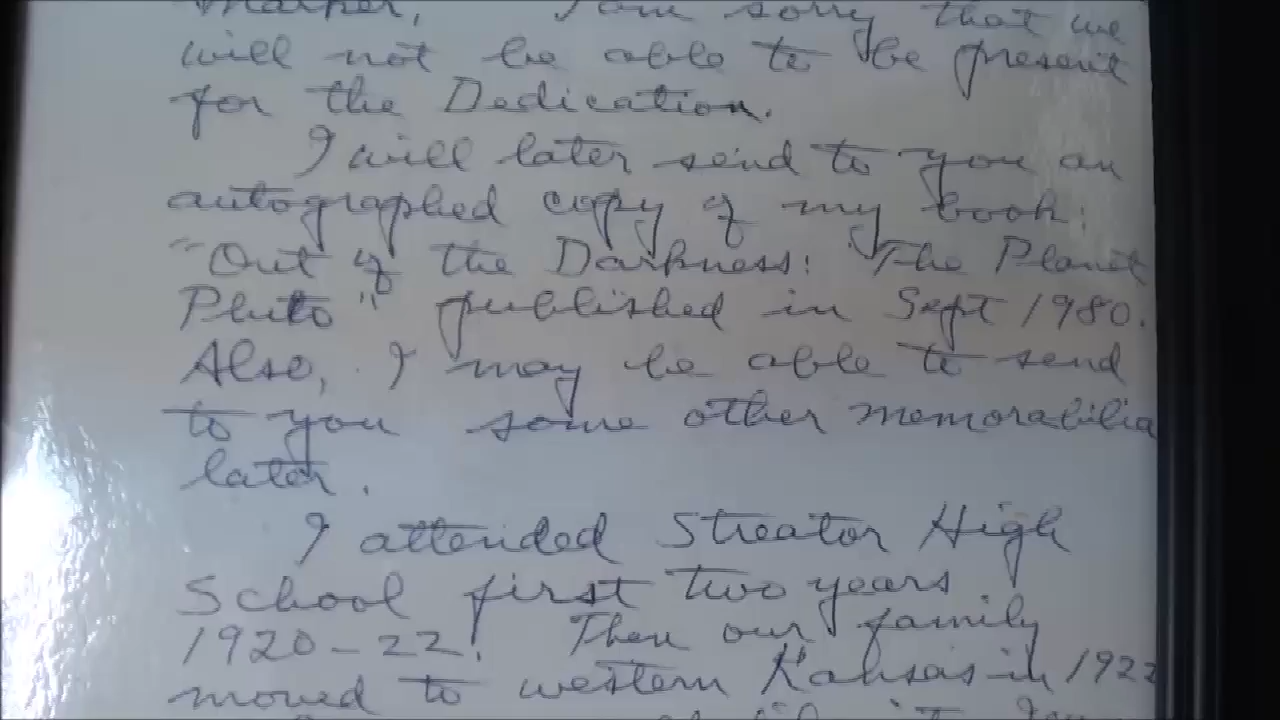 Marker, I am sorry that we
will not be able to be present
for the Dedication.
I will later send to you an
autographed copy of my book:
"Out of the Darkness: The Planet
Pluto" published in Sept 1980.
Also, I may be able to send
to you some other memorabilia
later.
I attended Streator High
School first two years
1920-22. Then our family
moved to western Kansas in 1922